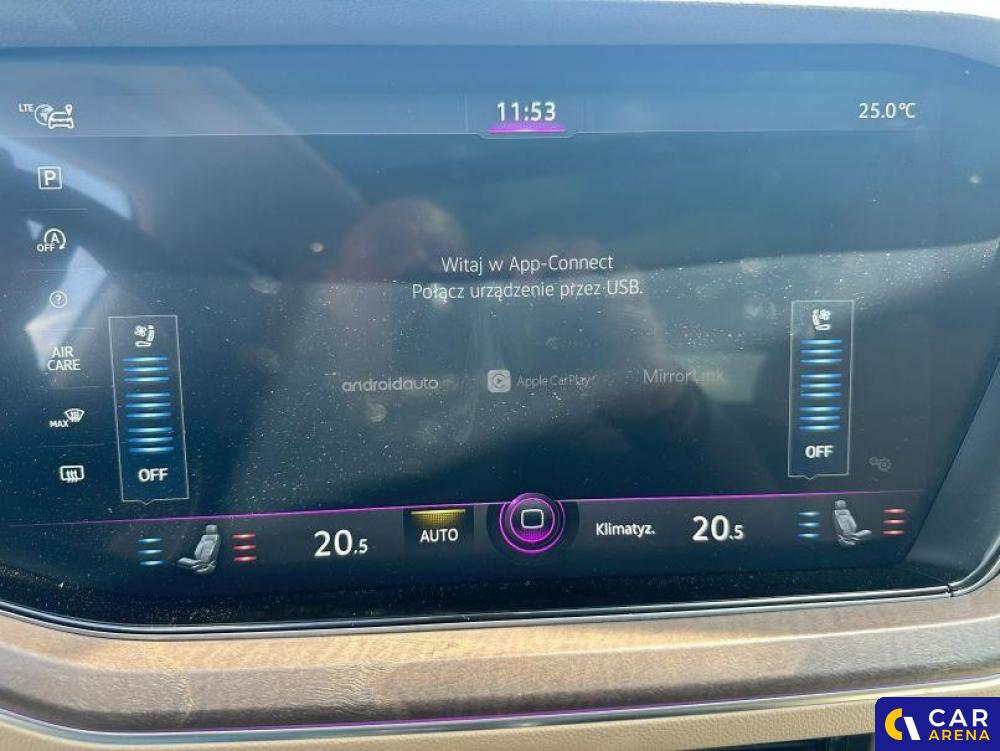 LTE
11:53
25.0°C
P
A
OFF
?
AIR
CARE
MAX
Witaj w App-Connect
Połącz urządzenie przez USB.
androidauto
Apple CarPlay
MirrorLink
OFF
OFF
20.5
AUTO
Klimatyz.
20.5
CAR
ARENA